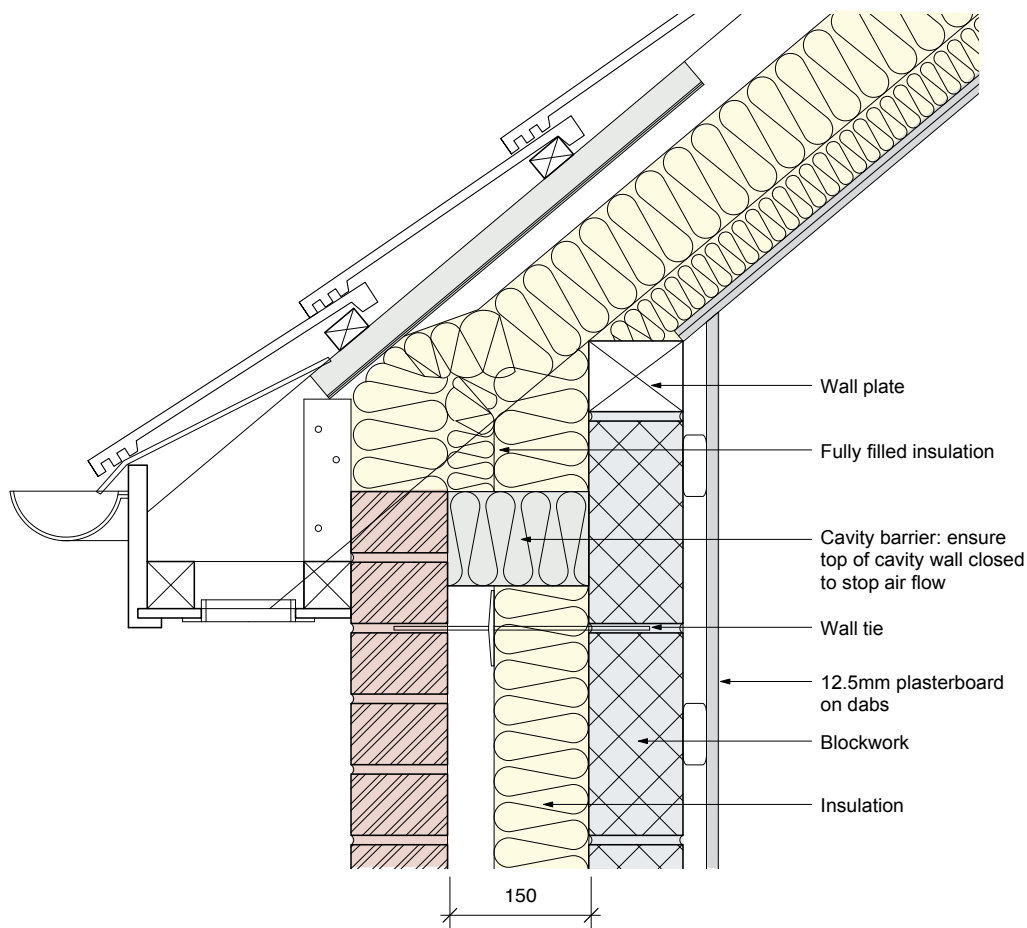 Wall plate
Fully filled insulation
Cavity barrier: ensure
top of cavity wall closed
to stop air flow
Wall tie
12.5mm plasterboard
on dabs
Blockwork
Insulation
150